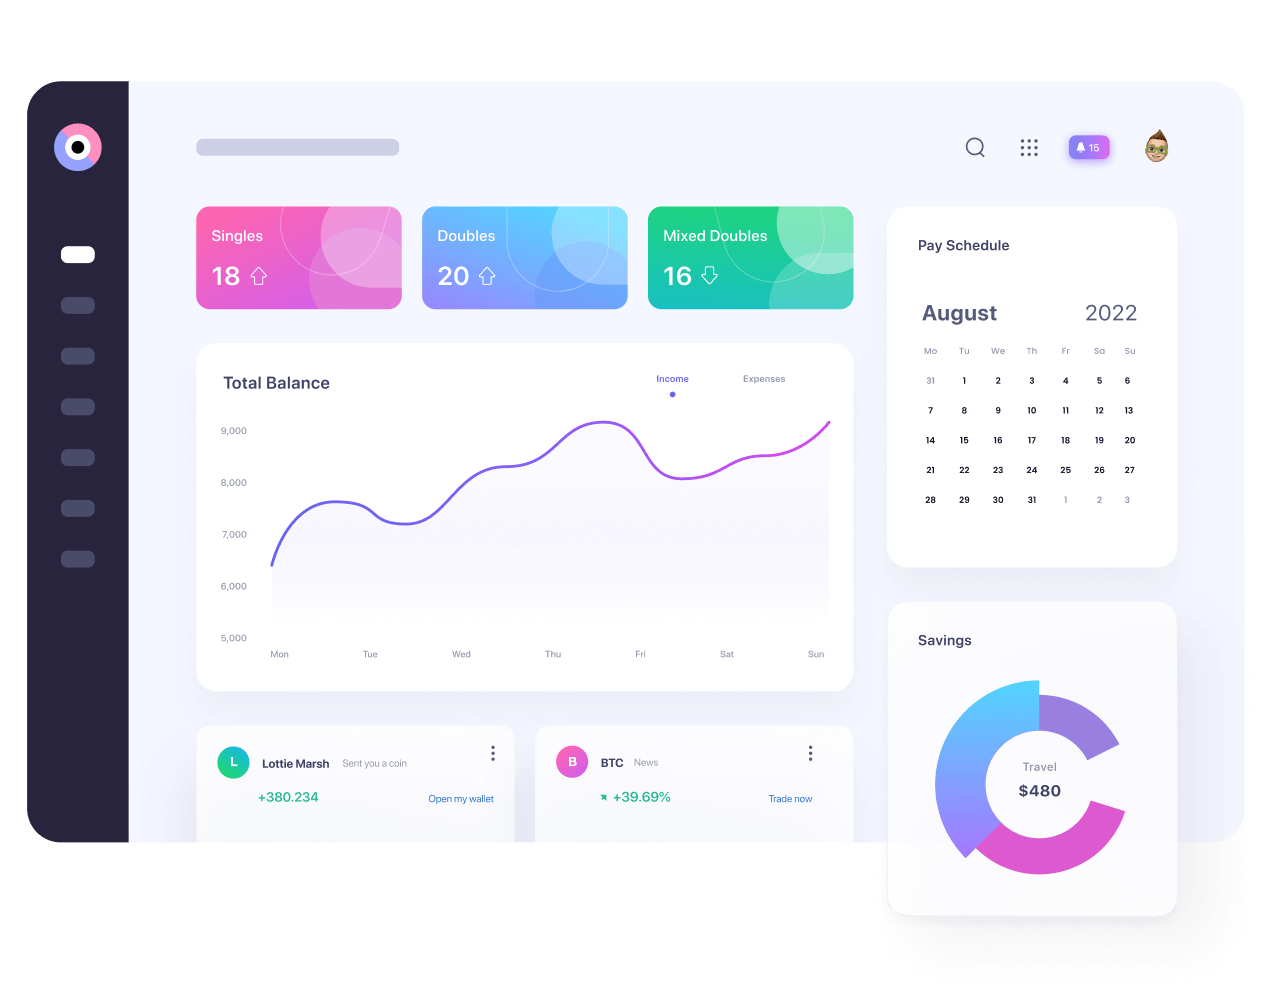 15
Singles
18
Doubles
20
Mixed Doubles
16
Pay Schedule
August 2022
Mo Tu We Th Fr Sa Su
31 1 2 3 4 5 6
7 8 9 10 11 12 13
14 15 16 17 18 19 20
21 22 23 24 25 26 27
28 29 30 31 1 2 3
Total Balance
Income Expenses
9,000
8,000
7,000
6,000
5,000
Mon Tue Wed Thu Fri Sat Sun
Savings
Travel
$480
L Lottie Marsh Sent you a coin
+380.234 Open my wallet
B BTC News
+39.69% Trade now